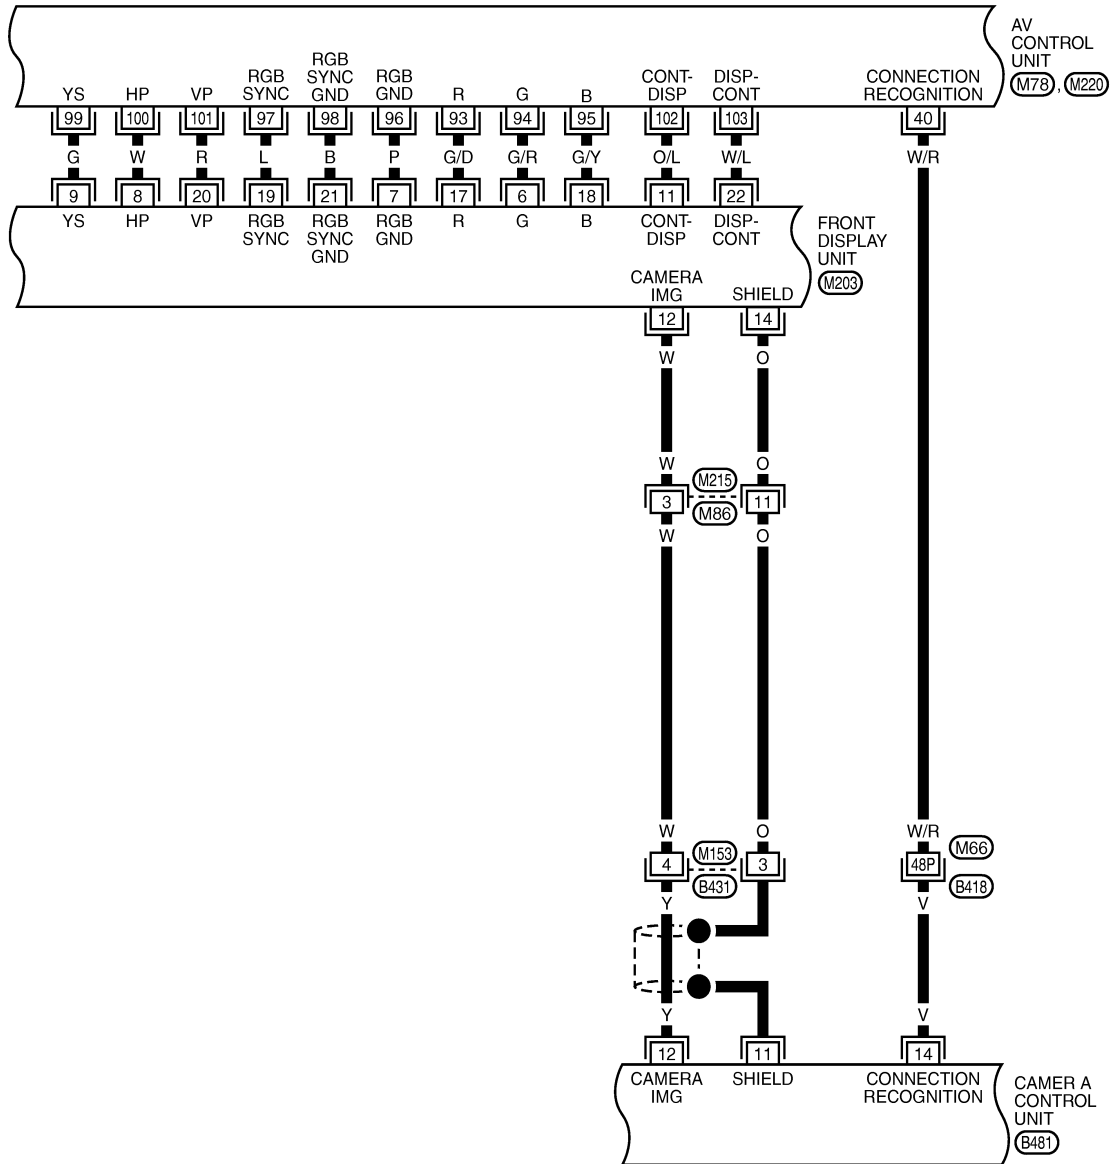 AV
CONTROL
UNIT
M78, M220
YS HP VP RGB SYNC RGB SYNC GND RGB GND R G B CONT-DISP DISP-CONT CONNECTION RECOGNITION
99 100 101 97 98 96 93 94 95 102 103 40
G W R L B P G/D G/R G/Y O/L W/L W/R
9 8 20 19 21 7 17 6 18 11 22
YS HP VP RGB SYNC RGB SYNC GND RGB GND R G B CONT-DISP DISP-CONT
FRONT
DISPLAY
UNIT
M203
CAMERA IMG SHIELD
12 14
W O
W O
M215
3 11
M86
W O
W O W/R
M153 M66
4 3 48P
B431 B418
Y V
Y V
12 11 14
CAMERA IMG SHIELD CONNECTION RECOGNITION
CAMER A
CONTROL
UNIT
B481